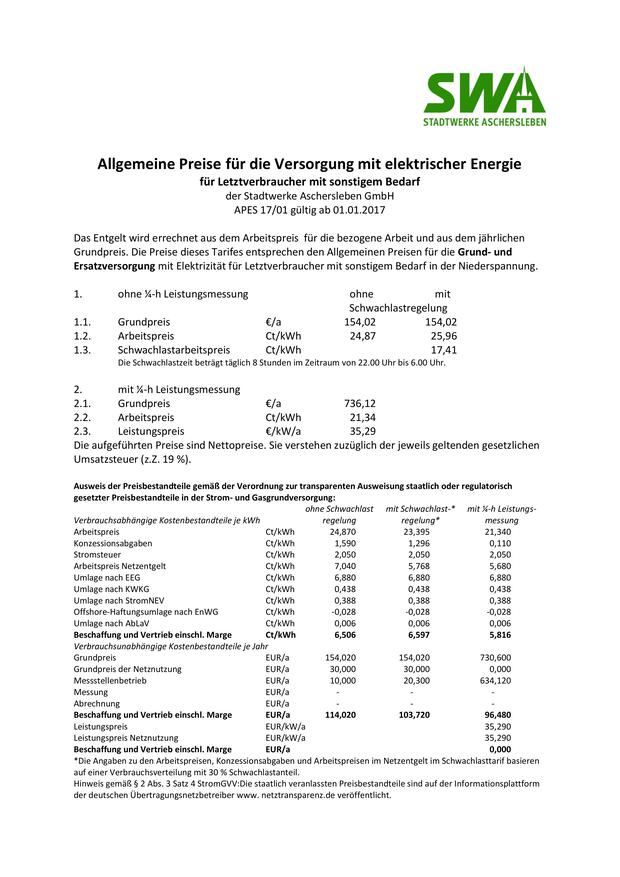 SWA
STADTWERKE ASCHERSLEBEN
Allgemeine Preise für die Versorgung mit elektrischer Energie
für Letztverbraucher mit sonstigem Bedarf
der Stadtwerke Aschersleben GmbH
APES 17/01 gültig ab 01.01.2017
Das Entgelt wird errechnet aus dem Arbeitspreis für die bezogene Arbeit und aus dem jährlichen
Grundpreis. Die Preise dieses Tarifes entsprechen den Allgemeinen Preisen für die Grund- und
Ersatzversorgung mit Elektrizität für Letztverbraucher mit sonstigem Bedarf in der Niederspannung.
1. ohne ¼-h Leistungsmessung ohne mit
Schwachlastregelung
1.1. Grundpreis €/a 154,02 154,02
1.2. Arbeitspreis Ct/kWh 24,87 25,96
1.3. Schwachlastarbeitspreis Ct/kWh 17,41
Die Schwachlastzeit beträgt täglich 8 Stunden im Zeitraum von 22.00 Uhr bis 6.00 Uhr.
2. mit ¼-h Leistungsmessung
2.1. Grundpreis €/a 736,12
2.2. Arbeitspreis Ct/kWh 21,34
2.3. Leistungspreis €/kW/a 35,29
Die aufgeführten Preise sind Nettopreise. Sie verstehen zuzüglich der jeweils geltenden gesetzlichen
Umsatzsteuer (z.Z. 19 %).
Ausweis der Preisbestandteile gemäß der Verordnung zur transparenten Ausweisung staatlich oder regulatorisch
gesetzter Preisbestandteile in der Strom- und Gasgrundversorgung:
ohne Schwachlast mit Schwachlast-* mit ¼-h Leistungs-
Verbrauchsabhängige Kostenbestandteile je kWh regelung regelung* messung
Arbeitspreis Ct/kWh 24,870 23,395 21,340
Konzessionsabgaben Ct/kWh 1,590 1,296 0,110
Stromsteuer Ct/kWh 2,050 2,050 2,050
Arbeitspreis Netzentgelt Ct/kWh 7,040 5,768 5,680
Umlage nach EEG Ct/kWh 6,880 6,880 6,880
Umlage nach KWKG Ct/kWh 0,438 0,438 0,438
Umlage nach StromNEV Ct/kWh 0,388 0,388 0,388
Offshore-Haftungsumlage nach EnWG Ct/kWh -0,028 -0,028 -0,028
Umlage nach AbLaV Ct/kWh 0,006 0,006 0,006
Beschaffung und Vertrieb einschl. Marge Ct/kWh 6,506 6,597 5,816
Verbrauchsunabhängige Kostenbestandteile je Jahr
Grundpreis EUR/a 154,020 154,020 730,600
Grundpreis der Netznutzung EUR/a 30,000 30,000 0,000
Messstellenbetrieb EUR/a 10,000 20,300 634,120
Messung EUR/a - - -
Abrechnung EUR/a - - -
Beschaffung und Vertrieb einschl. Marge EUR/a 114,020 103,720 96,480
Leistungspreis EUR/kW/a 35,290
Leistungspreis Netznutzung EUR/kW/a 35,290
Beschaffung und Vertrieb einschl. Marge EUR/a 0,000
*Die Angaben zu den Arbeitspreisen, Konzessionsabgaben und Arbeitspreisen im Netzentgelt im Schwachlasttarif basieren
auf einer Verbrauchsverteilung mit 30 % Schwachlastanteil.
Hinweis gemäß § 2 Abs. 3 Satz 4 StromGVV:Die staatlich veranlassten Preisbestandteile sind auf der Informationsplattform
der deutschen Übertragungsnetzbetreiber www. netztransparenz.de veröffentlicht.